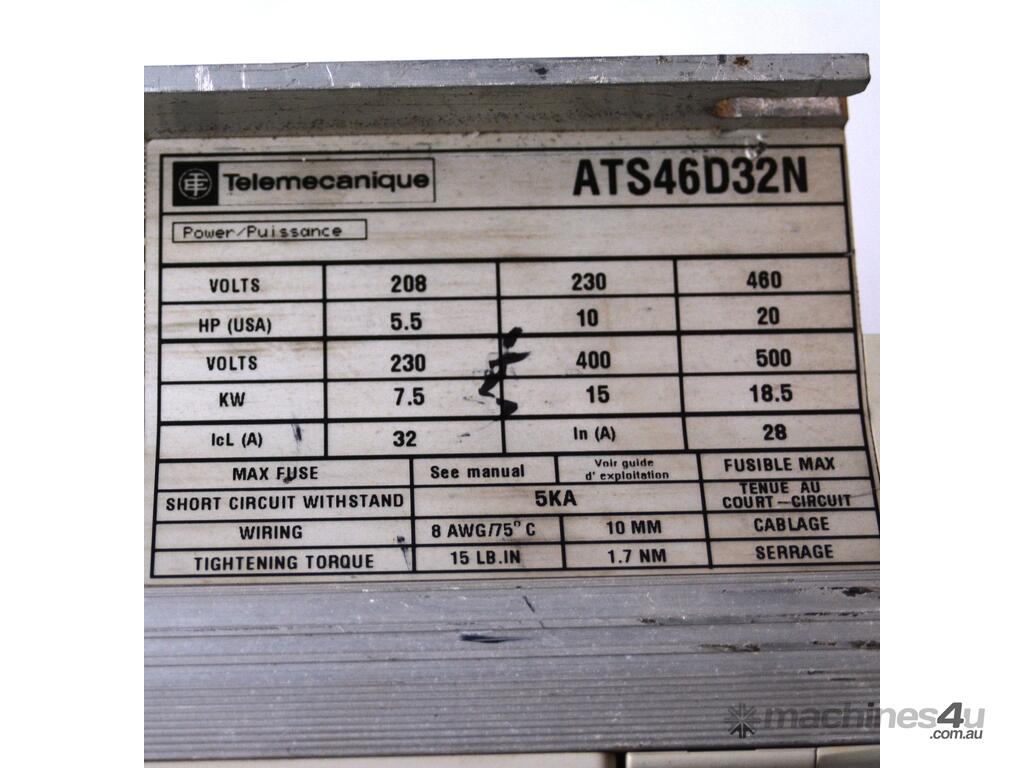 Telemecanique ATS46D32N
Power/Puissance
VOLTS 208 230 460
HP (USA) 5.5 10 20
VOLTS 230 400 500
KW 7.5 15 18.5
IcL (A) 32 In (A) 28
MAX FUSE See manual Voir guide d' exploitation FUSIBLE MAX
SHORT CIRCUIT WITHSTAND 5KA TENUE AU COURT-CIRCUIT
WIRING 8 AWG/75° C 10 MM CABLAGE
TIGHTENING TORQUE 15 LB.IN 1.7 NM SERRAGE
machines4u
.com.au